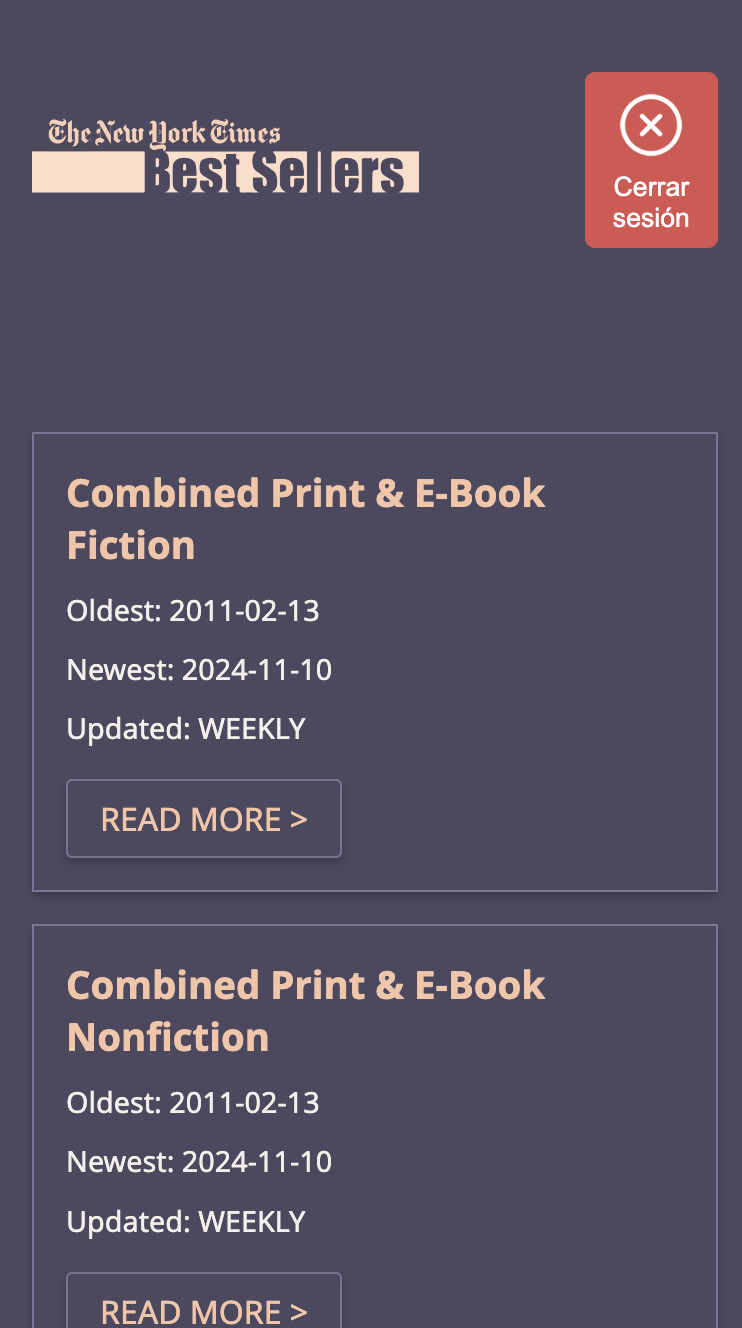 The New York Times
Best Sellers
Cerrar
sesión
Combined Print & E-Book
Fiction
Oldest: 2011-02-13
Newest: 2024-11-10
Updated: WEEKLY
READ MORE >
Combined Print & E-Book
Nonfiction
Oldest: 2011-02-13
Newest: 2024-11-10
Updated: WEEKLY
READ MORE >